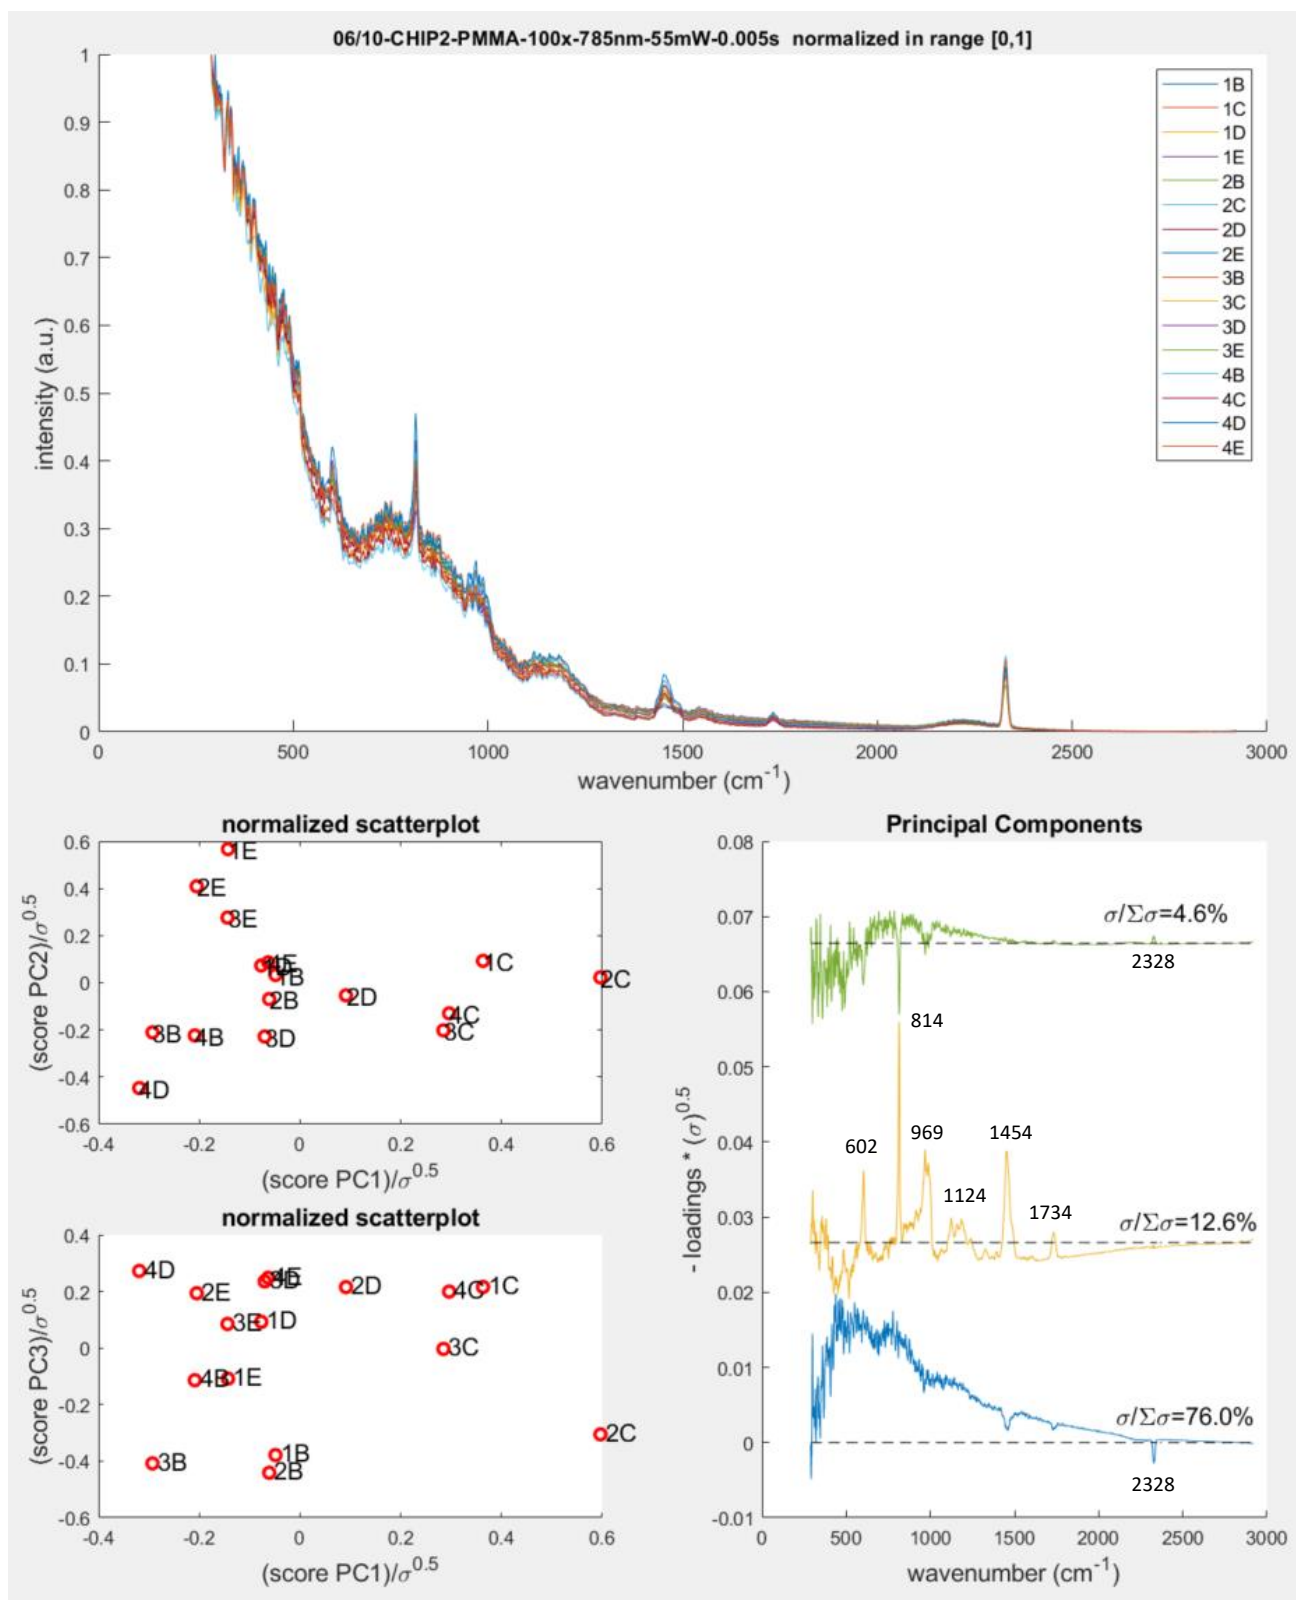 06/10-CHIP2-PMMA-100x-785nm-55mW-0.005s normalized in range [0,1]
1
0.9
0.8
0.7
0.6
0.5
0.4
0.3
0.2
0.1
0
intensity (a.u.)
0 500 1000 1500 2000 2500 3000
wavenumber (cm⁻¹)
1B
1C
1D
1E
2B
2C
2D
2E
3B
3C
3D
3E
4B
4C
4D
4E
normalized scatterplot
0.6
0.4
0.2
0
-0.2
-0.4
-0.6
(score PC2)/σ^0.5
1E
2E
3E
4E
1D
1B
2B
2D
1C
2C
4C
3C
3B
4B
3D
4D
-0.4 -0.2 0 0.2 0.4 0.6
(score PC1)/σ^0.5
normalized scatterplot
0.4
0.2
0
-0.2
-0.4
-0.6
(score PC3)/σ^0.5
4D
2E
4E
3D
2D
4C
1C
3E
1D
3C
4B
1E
2C
1B
3B
2B
-0.4 -0.2 0 0.2 0.4 0.6
(score PC1)/σ^0.5
Principal Components
0.08
0.07
0.06
0.05
0.04
0.03
0.02
0.01
0
-0.01
- loadings * (σ)^0.5
σ/Σσ=4.6%
2328
814
602
969
1454
1124
1734
σ/Σσ=12.6%
σ/Σσ=76.0%
2328
0 500 1000 1500 2000 2500 3000
wavenumber (cm⁻¹)